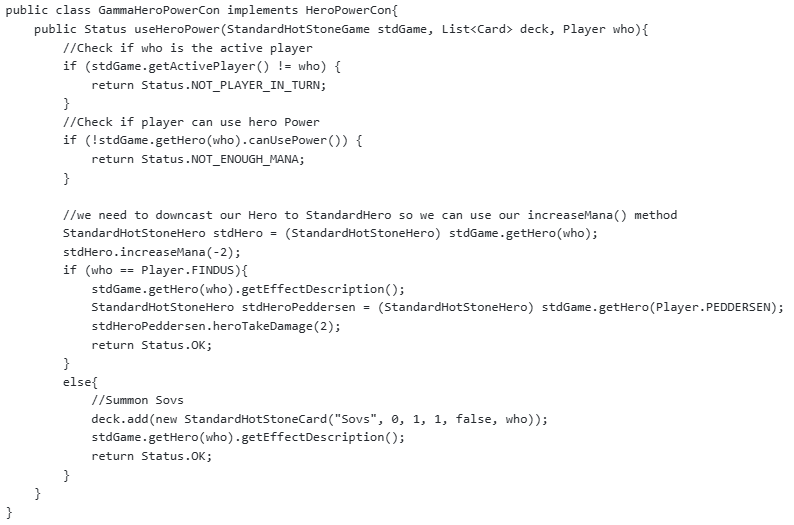 public class GammaHeroPowerCon implements HeroPowerCon{
    public Status useHeroPower(StandardHotStoneGame stdGame, List<Card> deck, Player who){
        //Check if who is the active player
        if (stdGame.getActivePlayer() != who) {
            return Status.NOT_PLAYER_IN_TURN;
        }
        //Check if player can use hero Power
        if (!stdGame.getHero(who).canUsePower()) {
            return Status.NOT_ENOUGH_MANA;
        }

        //we need to downcast our Hero to StandardHero so we can use our increaseMana() method
        StandardHotStoneHero stdHero = (StandardHotStoneHero) stdGame.getHero(who);
        stdHero.increaseMana(-2);
        if (who == Player.FINDUS){
            stdGame.getHero(who).getEffectDescription();
            StandardHotStoneHero stdHeroPeddersen = (StandardHotStoneHero) stdGame.getHero(Player.PEDDERSEN);
            stdHeroPeddersen.heroTakeDamage(2);
            return Status.OK;
        }
        else{
            //Summon Sovs
            deck.add(new StandardHotStoneCard("Sovs", 0, 1, 1, false, who));
            stdGame.getHero(who).getEffectDescription();
            return Status.OK;
        }
    }
}